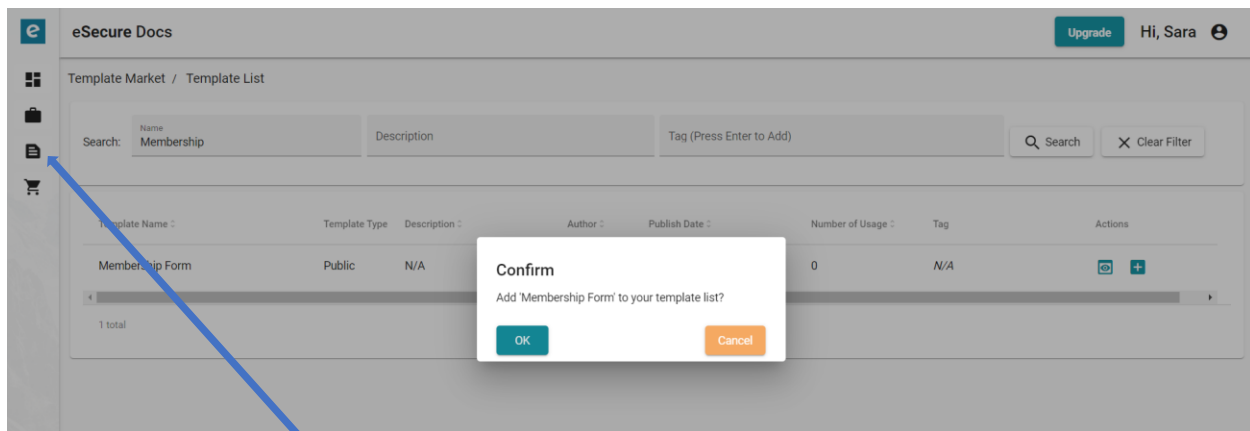 e
eSecure Docs
Upgrade
Hi, Sara
Template Market / Template List
Search:
Name
Membership
Description
Tag (Press Enter to Add)
Search
Clear Filter
Template Name
Template Type
Description
Author
Publish Date
Number of Usage
Tag
Actions
Membership Form
Public
N/A
0
N/A
1 total
Confirm
Add 'Membership Form' to your template list?
OK
Cancel